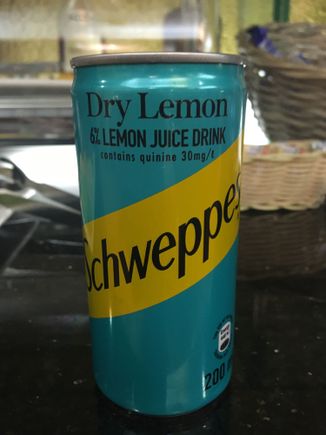 Dry Lemon
6% LEMON JUICE DRINK
contains quinine 30mg/ℓ
Schweppes
200